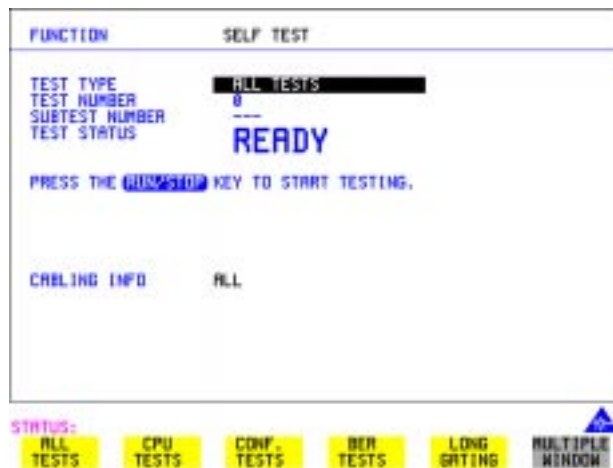 FUNCTION SELF TEST
TEST TYPE ALL TESTS
TEST NUMBER 0
SUBTEST NUMBER ---
TEST STATUS READY
PRESS THE RUN/STOP KEY TO START TESTING.
CABLING INFO ALL
STATUS:
ALL TESTS CPU TESTS CONF. TESTS BER TESTS LONG GATING MULTIPLE WINDOW